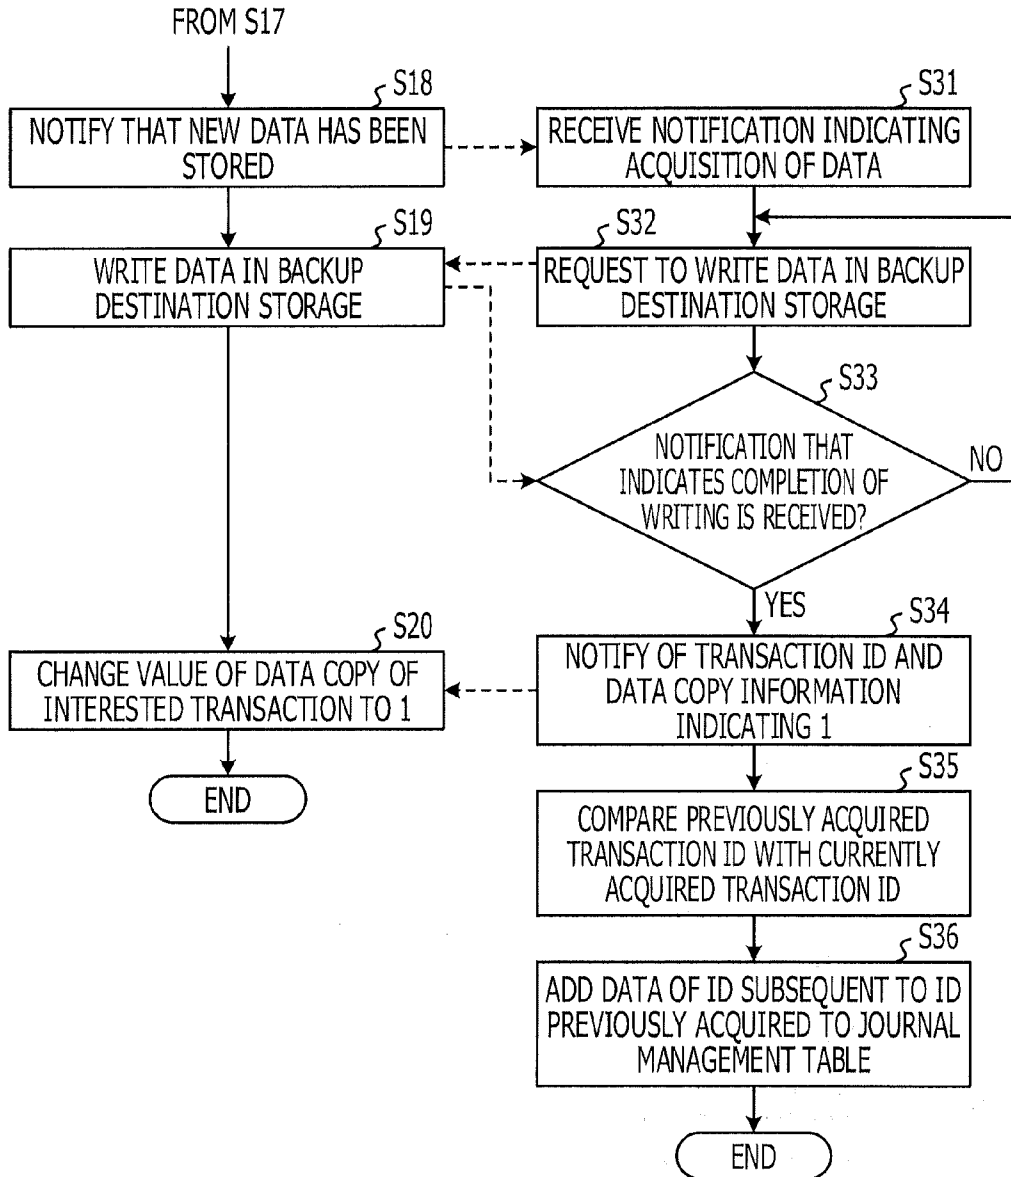 FROM S17
S18
NOTIFY THAT NEW DATA HAS BEEN
STORED
S19
WRITE DATA IN BACKUP
DESTINATION STORAGE
S20
CHANGE VALUE OF DATA COPY OF
INTERESTED TRANSACTION TO 1
END
S31
RECEIVE NOTIFICATION INDICATING
ACQUISITION OF DATA
S32
REQUEST TO WRITE DATA IN BACKUP
DESTINATION STORAGE
S33
NOTIFICATION THAT
INDICATES COMPLETION OF
WRITING IS RECEIVED?
NO
YES
S34
NOTIFY OF TRANSACTION ID AND
DATA COPY INFORMATION
INDICATING 1
S35
COMPARE PREVIOUSLY ACQUIRED
TRANSACTION ID WITH CURRENTLY
ACQUIRED TRANSACTION ID
S36
ADD DATA OF ID SUBSEQUENT TO ID
PREVIOUSLY ACQUIRED TO JOURNAL
MANAGEMENT TABLE
END